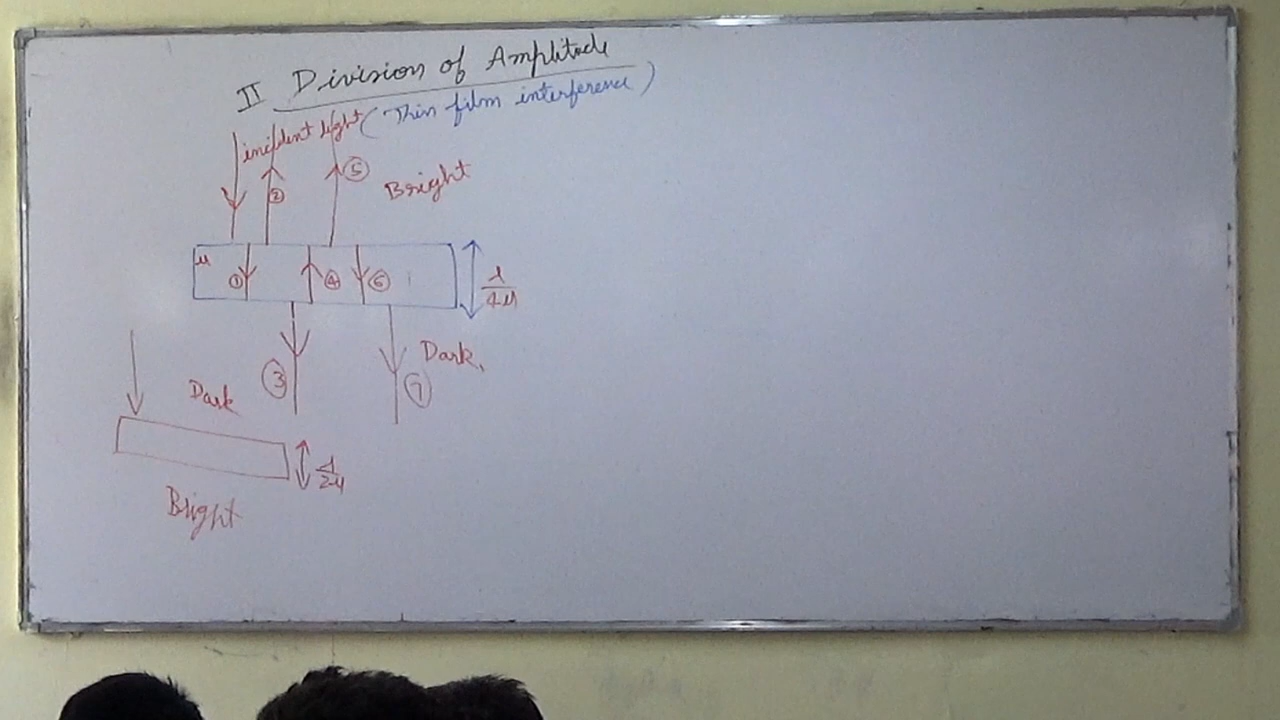 II Division of Amplitude
(Thin film interference)
incident light
② ⑤
Bright
μ ① ④ ⑥
λ/4μ
③ ⑦
Dark
Dark
λ/2μ
Bright